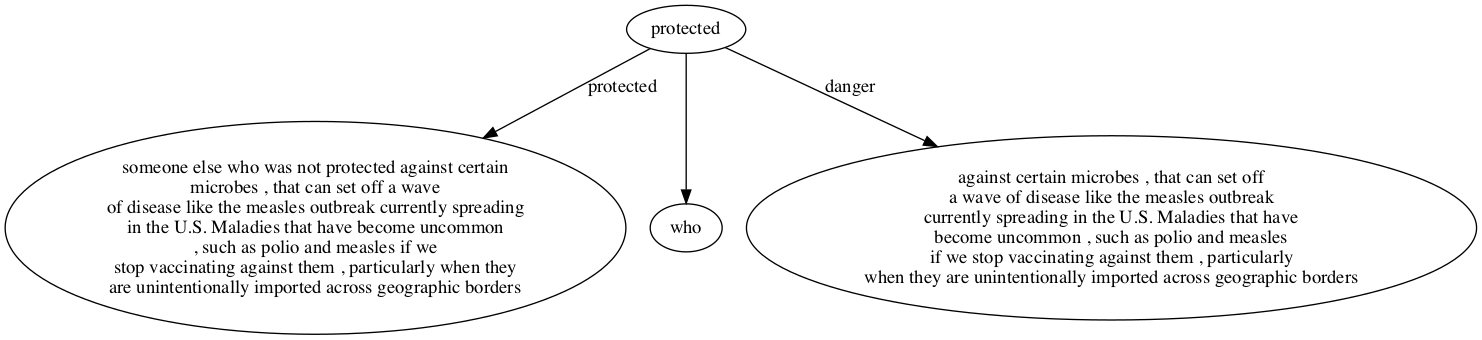 protected
protected
danger
someone else who was not protected against certain
microbes , that can set off a wave
of disease like the measles outbreak currently spreading
in the U.S. Maladies that have become uncommon
, such as polio and measles if we
stop vaccinating against them , particularly when they
are unintentionally imported across geographic borders
who
against certain microbes , that can set off
a wave of disease like the measles outbreak
currently spreading in the U.S. Maladies that have
become uncommon , such as polio and measles
if we stop vaccinating against them , particularly
when they are unintentionally imported across geographic borders